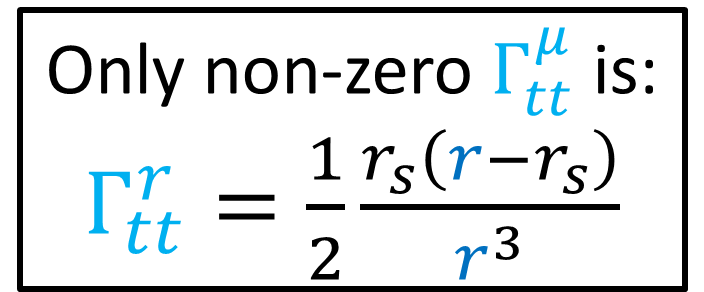 Only non-zero Γ^μ_tt is:
Γ^r_tt = 1/2 r_s(r−r_s)/r^3